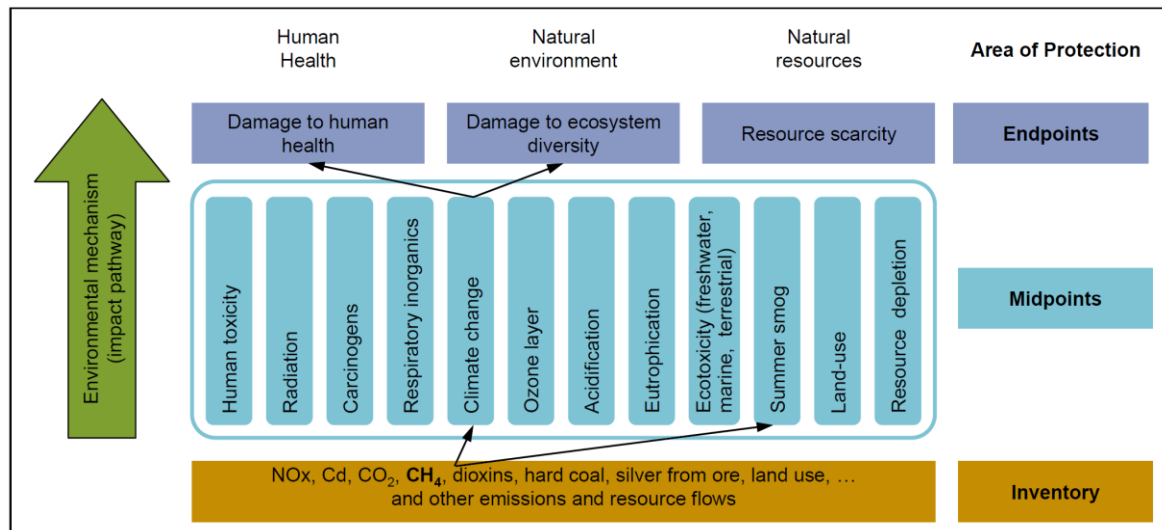 Human
Health
Natural
environment
Natural
resources
Area of Protection
Damage to human
health
Damage to ecosystem
diversity
Resource scarcity
Endpoints
Environmental mechanism
(impact pathway)
Human toxicity
Radiation
Carcinogens
Respiratory inorganics
Climate change
Ozone layer
Acidification
Eutrophication
Ecotoxicity (freshwater,
marine, terrestrial)
Summer smog
Land-use
Resource depletion
Midpoints
NOx, Cd, CO₂, CH₄, dioxins, hard coal, silver from ore, land use, …
and other emissions and resource flows
Inventory